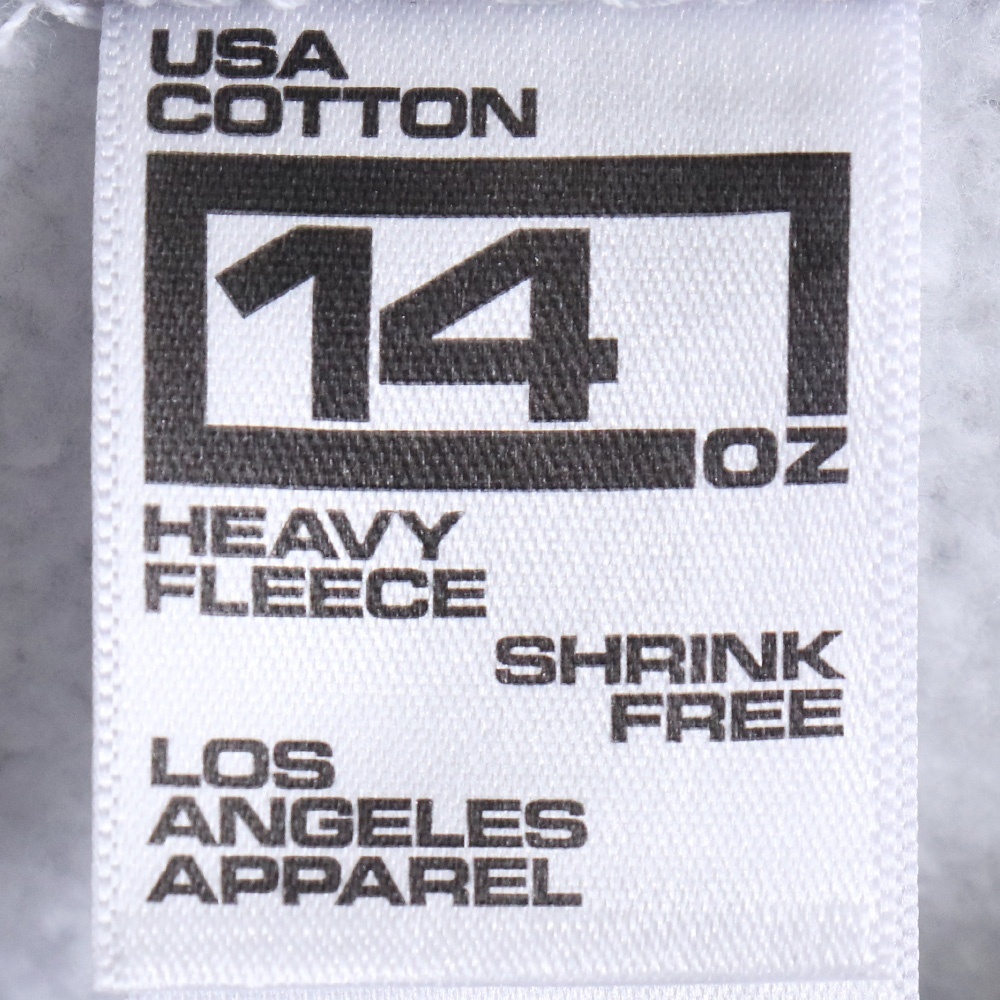 USA
COTTON
14
OZ
HEAVY
FLEECE
SHRINK
FREE
LOS
ANGELES
APPAREL